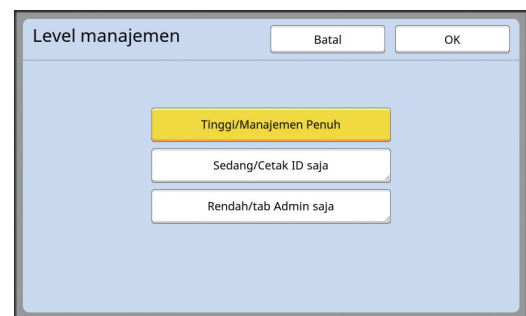 Level manajemen
Batal
OK
Tinggi/Manajemen Penuh
Sedang/Cetak ID saja
Rendah/tab Admin saja